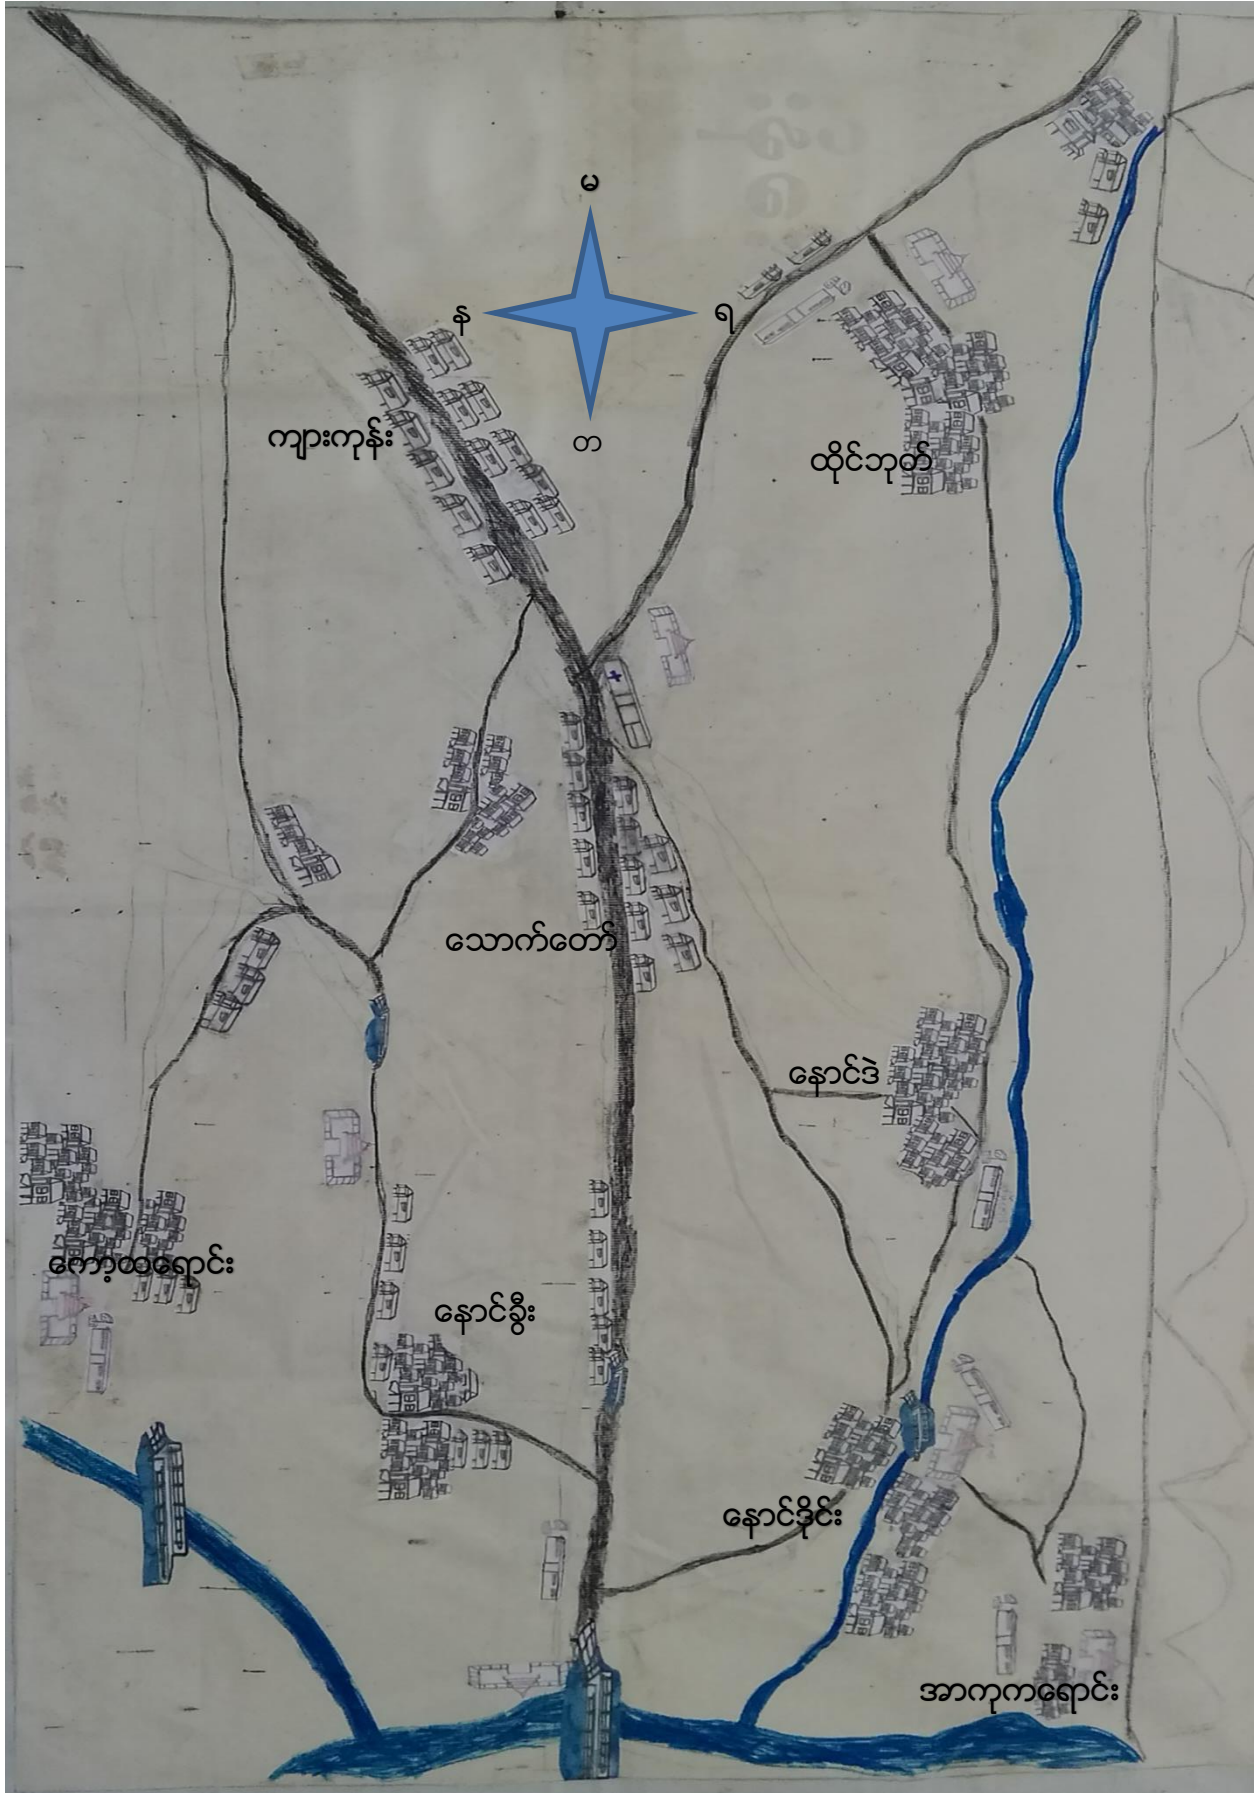 မ
န
ရ
တ
ကျားကုန်း
ထိုင်ဘုတ်
သောက်တော်
နောင်ဒဲ
ကော့ထရောင်း
နောင်ခွီး
နောင်ဒိုင်း
အာကုကရောင်း